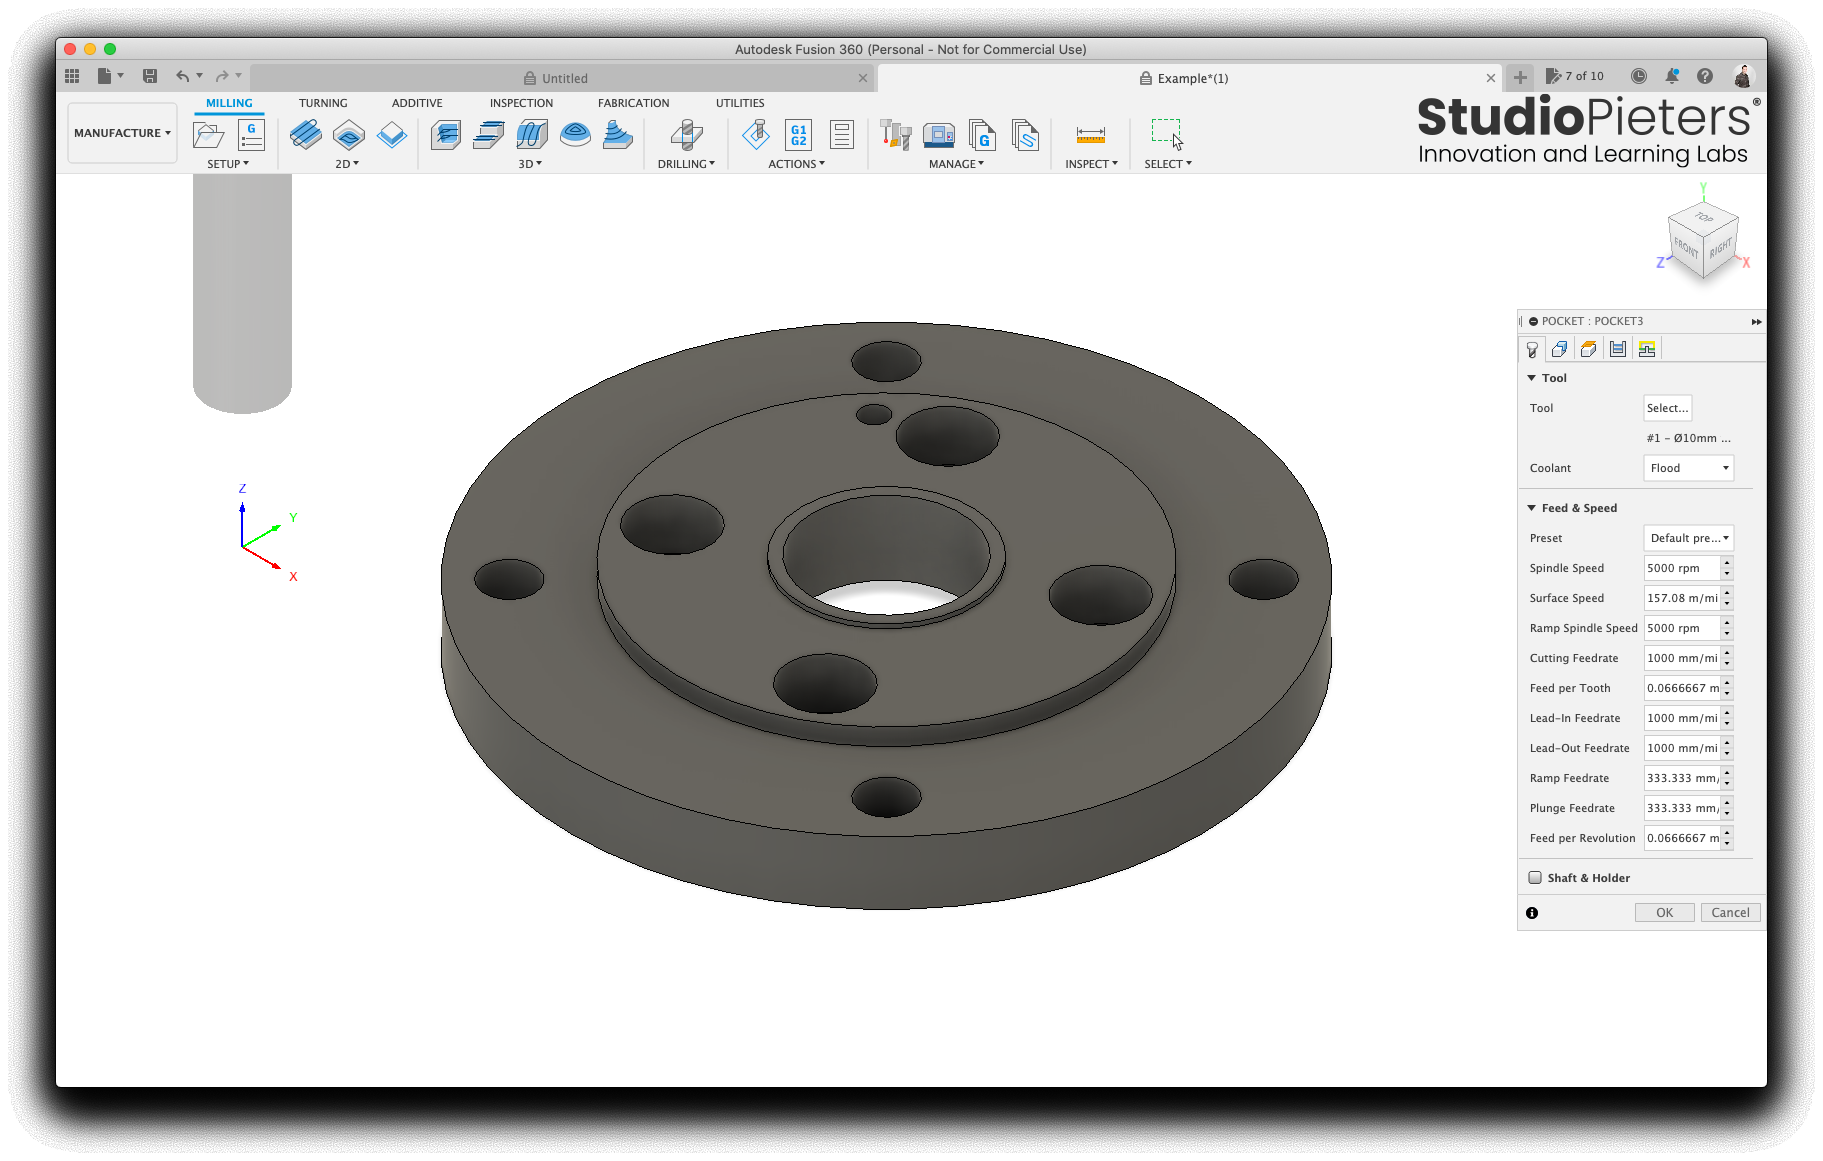 Autodesk Fusion 360 (Personal - Not for Commercial Use)
Untitled
Example*(1)
7 of 10
MANUFACTURE
MILLING TURNING ADDITIVE INSPECTION FABRICATION UTILITIES
G
G1
G2
G
S
SETUP 2D 3D DRILLING ACTIONS MANAGE INSPECT SELECT
StudioPieters®
Innovation and Learning Labs
Y
TOP
FRONT RIGHT
Z X
Z
Y
X
POCKET : POCKET3
Tool
Tool Select...
#1 - Ø10mm ...
Coolant Flood
Feed & Speed
Preset Default pre...
Spindle Speed 5000 rpm
Surface Speed 157.08 m/mi
Ramp Spindle Speed 5000 rpm
Cutting Feedrate 1000 mm/mi
Feed per Tooth 0.0666667 m
Lead-In Feedrate 1000 mm/mi
Lead-Out Feedrate 1000 mm/mi
Ramp Feedrate 333.333 mm/
Plunge Feedrate 333.333 mm/
Feed per Revolution 0.0666667 m
Shaft & Holder
OK Cancel